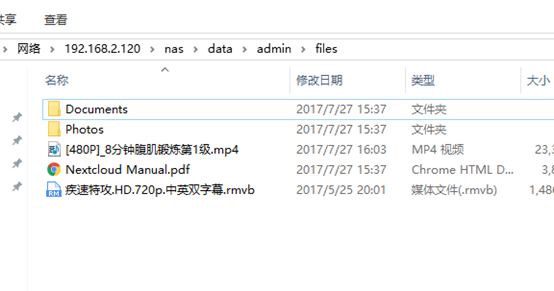 共享 查看
网络 192.168.2.120 nas data admin files
名称 修改日期 类型 大小
Documents 2017/7/27 15:37 文件夹
Photos 2017/7/27 15:37 文件夹
[480P]_8分钟腹肌锻炼第1级.mp4 2017/7/27 16:03 MP4 视频 23,3
Nextcloud Manual.pdf 2017/7/27 15:37 Chrome HTML D... 3,8
疾速特攻.HD.720p.中英双字幕.rmvb 2017/5/25 20:01 媒体文件(.rmvb) 1,486